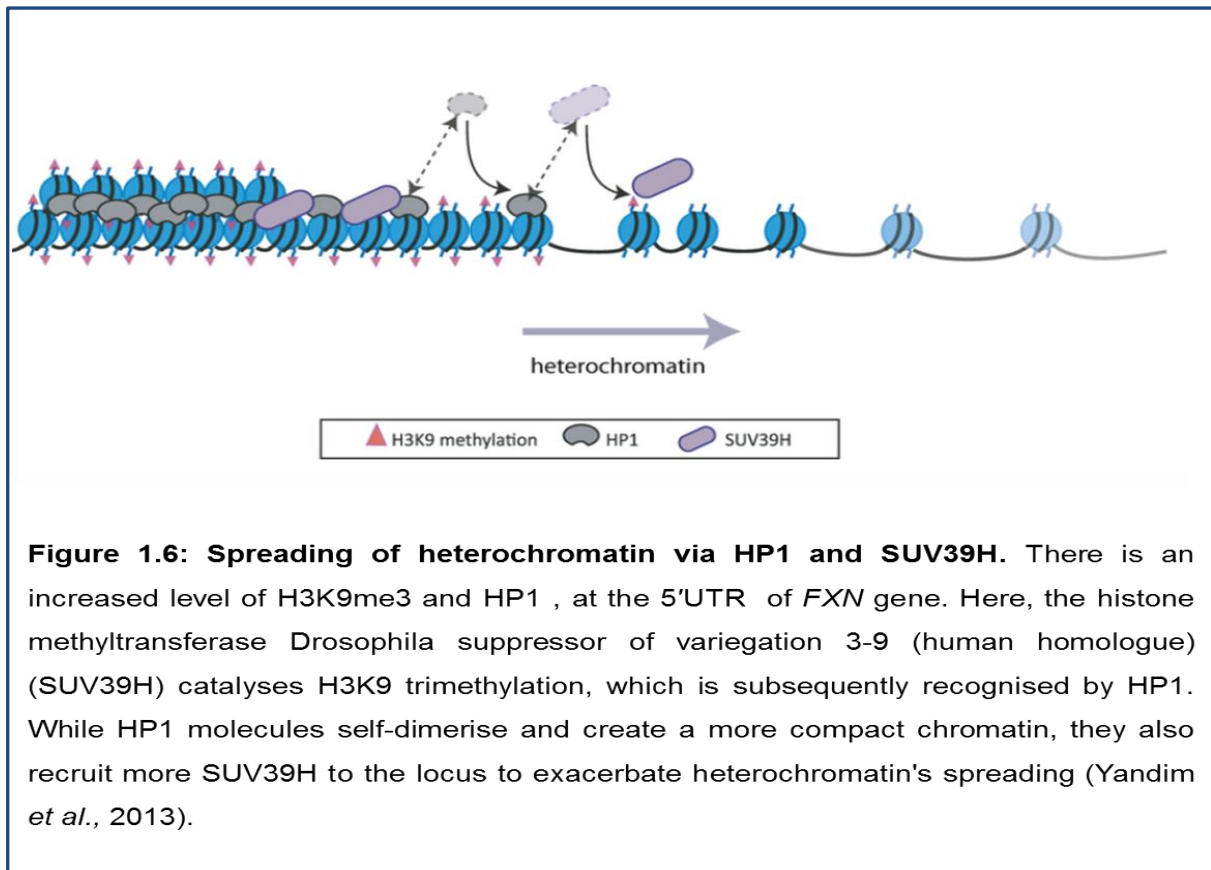 heterochromatin
H3K9 methylation HP1 SUV39H
Figure 1.6: Spreading of heterochromatin via HP1 and SUV39H. There is an
increased level of H3K9me3 and HP1 , at the 5′UTR of FXN gene. Here, the histone
methyltransferase Drosophila suppressor of variegation 3-9 (human homologue)
(SUV39H) catalyses H3K9 trimethylation, which is subsequently recognised by HP1.
While HP1 molecules self-dimerise and create a more compact chromatin, they also
recruit more SUV39H to the locus to exacerbate heterochromatin's spreading (Yandim
et al., 2013).